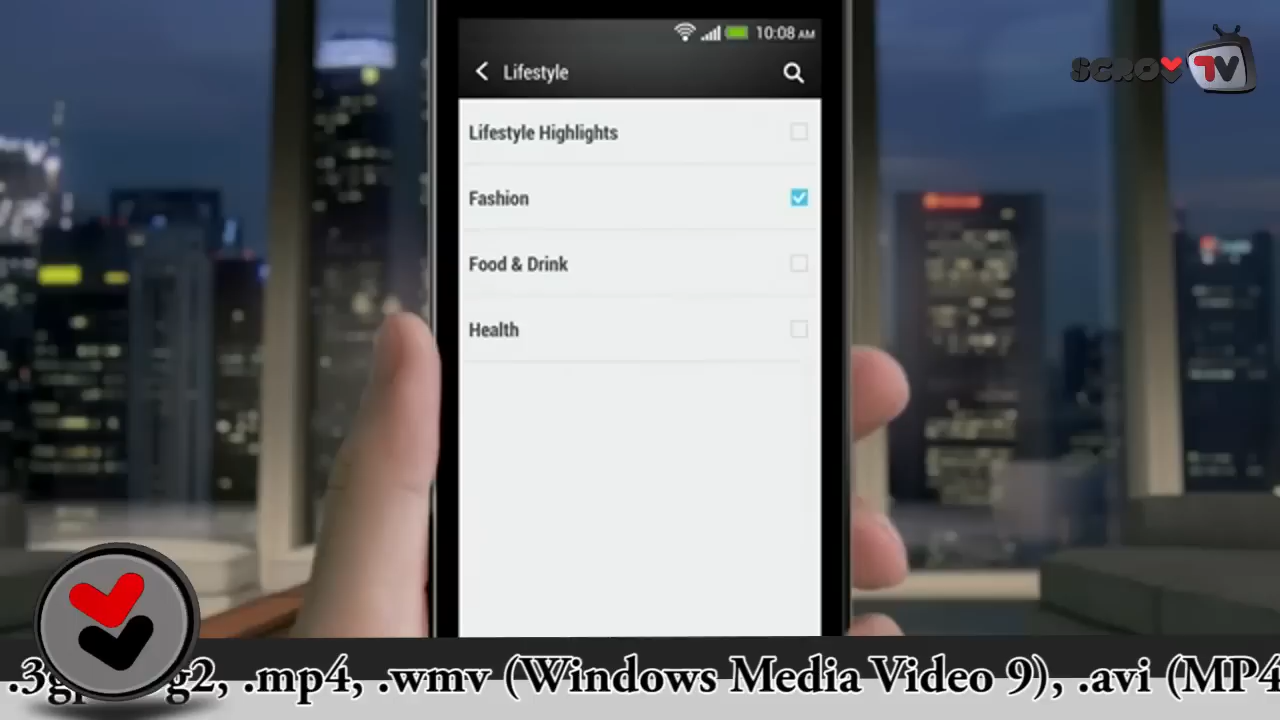 10:08 AM
Lifestyle
SCROV TV
Lifestyle Highlights
Fashion
Food & Drink
Health
g2, .mp4, .wmv (Windows Media Video 9), .avi (MP4